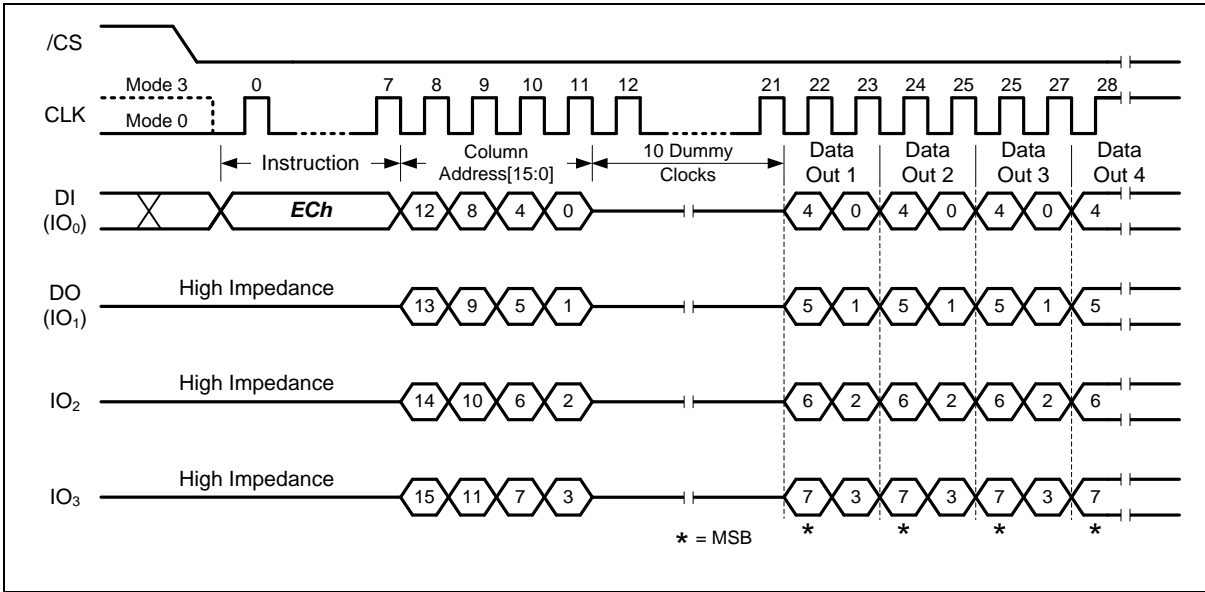 /CS
Mode 3 0 7 8 9 10 11 12 21 22 23 24 25 25 27 28
CLK
Mode 0
Instruction Column Address[15:0] 10 Dummy Clocks Data Out 1 Data Out 2 Data Out 3 Data Out 4
DI (IO0) ECh 12 8 4 0 4 0 4 0 4 0 4
High Impedance
DO (IO1) 13 9 5 1 5 1 5 1 5 1 5
High Impedance
IO2 14 10 6 2 6 2 6 2 6 2 6
High Impedance
IO3 15 11 7 3 7 3 7 3 7 3 7
* = MSB * * * *